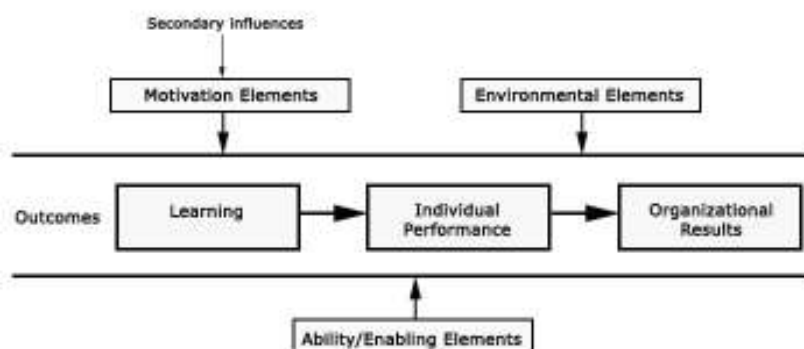 Secondary influences
Motivation Elements
Environmental Elements
Outcomes
Learning
Individual
Performance
Organizational
Results
Ability/Enabling Elements